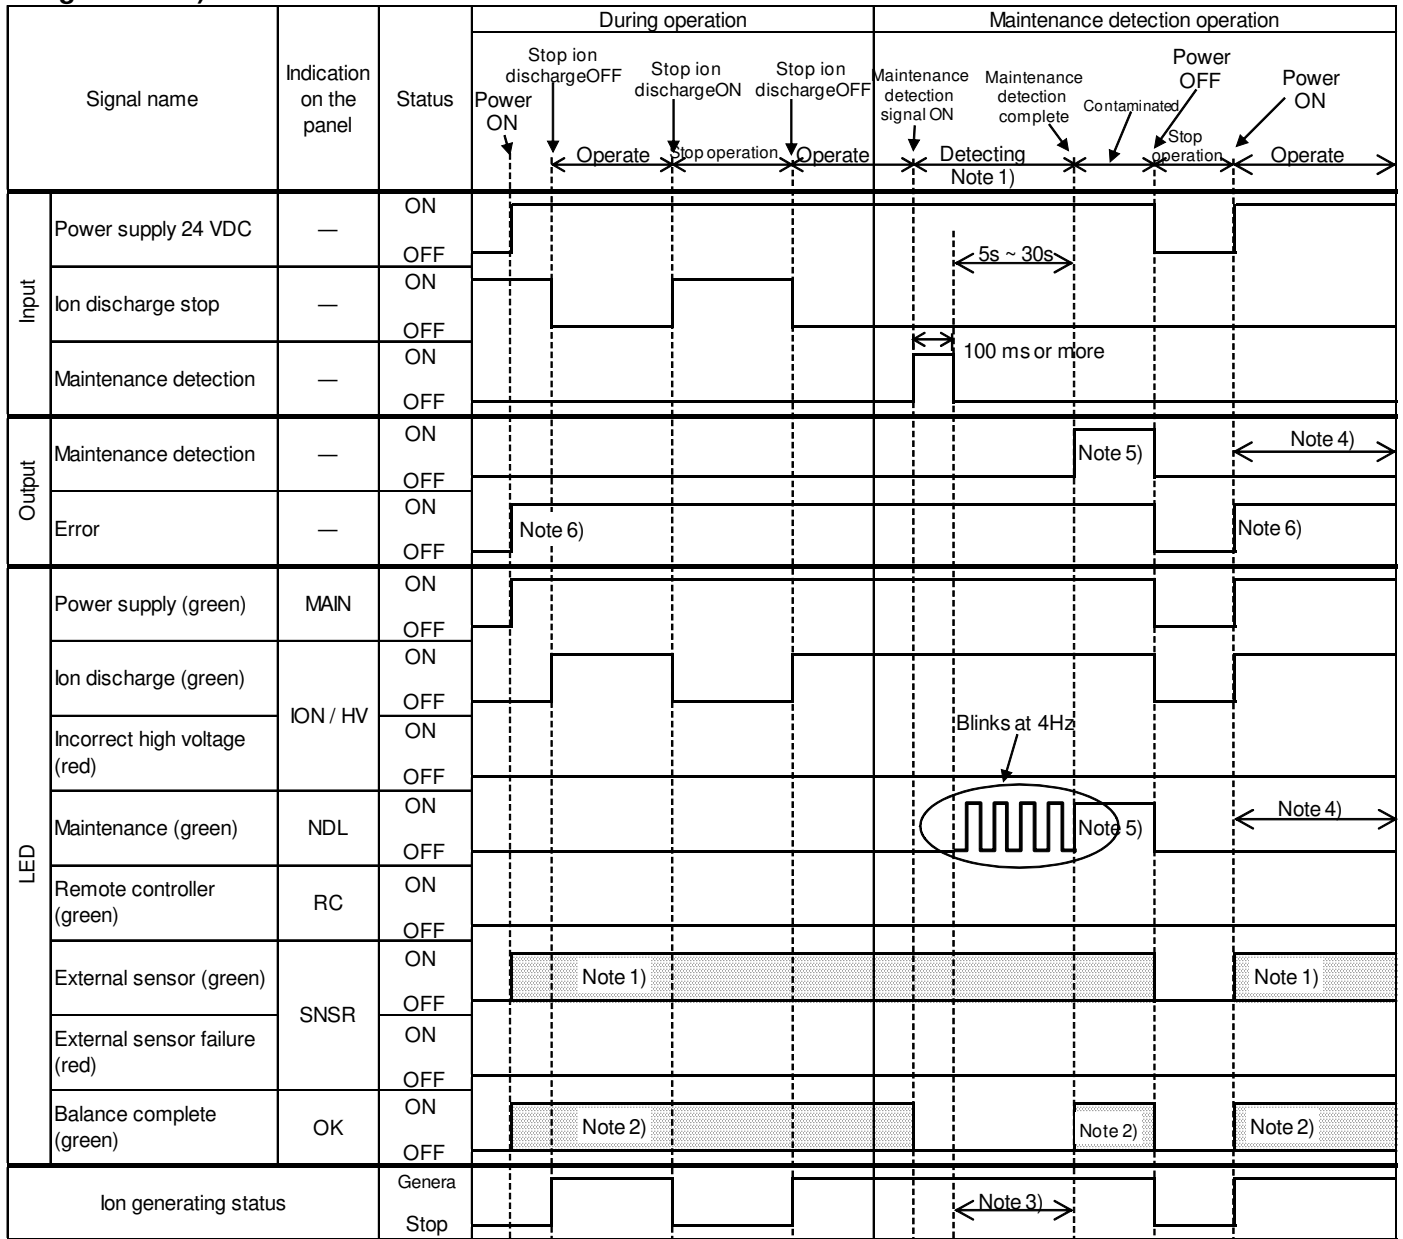 During operation
Maintenance detection operation
Signal name
Indication
on the
panel
Status
Power
ON
Stop ion
dischargeOFF
Stop ion
dischargeON
Stop ion
dischargeOFF
Maintenance
detection
signal ON
Maintenance
detection
complete
Contaminated
Power
OFF
Power
ON
Operate
Stop operation
Operate
Detecting
Note 1)
Stop
operation
Operate
Input
Power supply 24 VDC
—
ON
OFF
5s ~ 30s
Ion discharge stop
—
ON
OFF
Maintenance detection
—
ON
OFF
100 ms or more
Output
Maintenance detection
—
ON
OFF
Note 5)
Note 4)
Error
—
ON
OFF
Note 6)
Note 6)
LED
Power supply (green)
MAIN
ON
OFF
Ion discharge (green)
ION / HV
ON
OFF
Incorrect high voltage
(red)
ON
OFF
Blinks at 4Hz
Maintenance (green)
NDL
ON
OFF
Note 5)
Note 4)
Remote controller
(green)
RC
ON
OFF
External sensor (green)
SNSR
ON
OFF
Note 1)
Note 1)
External sensor failure
(red)
ON
OFF
Balance complete
(green)
OK
ON
OFF
Note 2)
Note 2)
Note 2)
Ion generating status
Genera
Stop
Note 3)